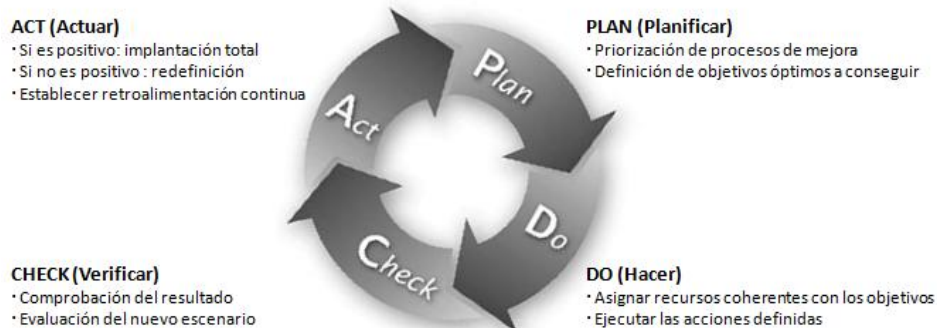 ACT (Actuar)
· Si es positivo: implantación total
· Si no es positivo : redefinición
· Establecer retroalimentación continua
PLAN (Planificar)
· Priorización de procesos de mejora
· Definición de objetivos óptimos a conseguir
Plan
Act
Do
Check
CHECK (Verificar)
· Comprobación del resultado
· Evaluación del nuevo escenario
DO (Hacer)
· Asignar recursos coherentes con los objetivos
· Ejecutar las acciones definidas